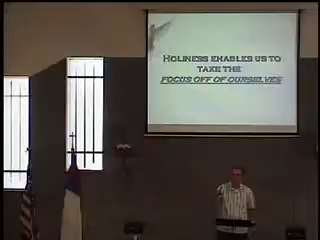 HOLINESS ENABLES US TO
TAKE THE
FOCUS OFF OF OURSELVES